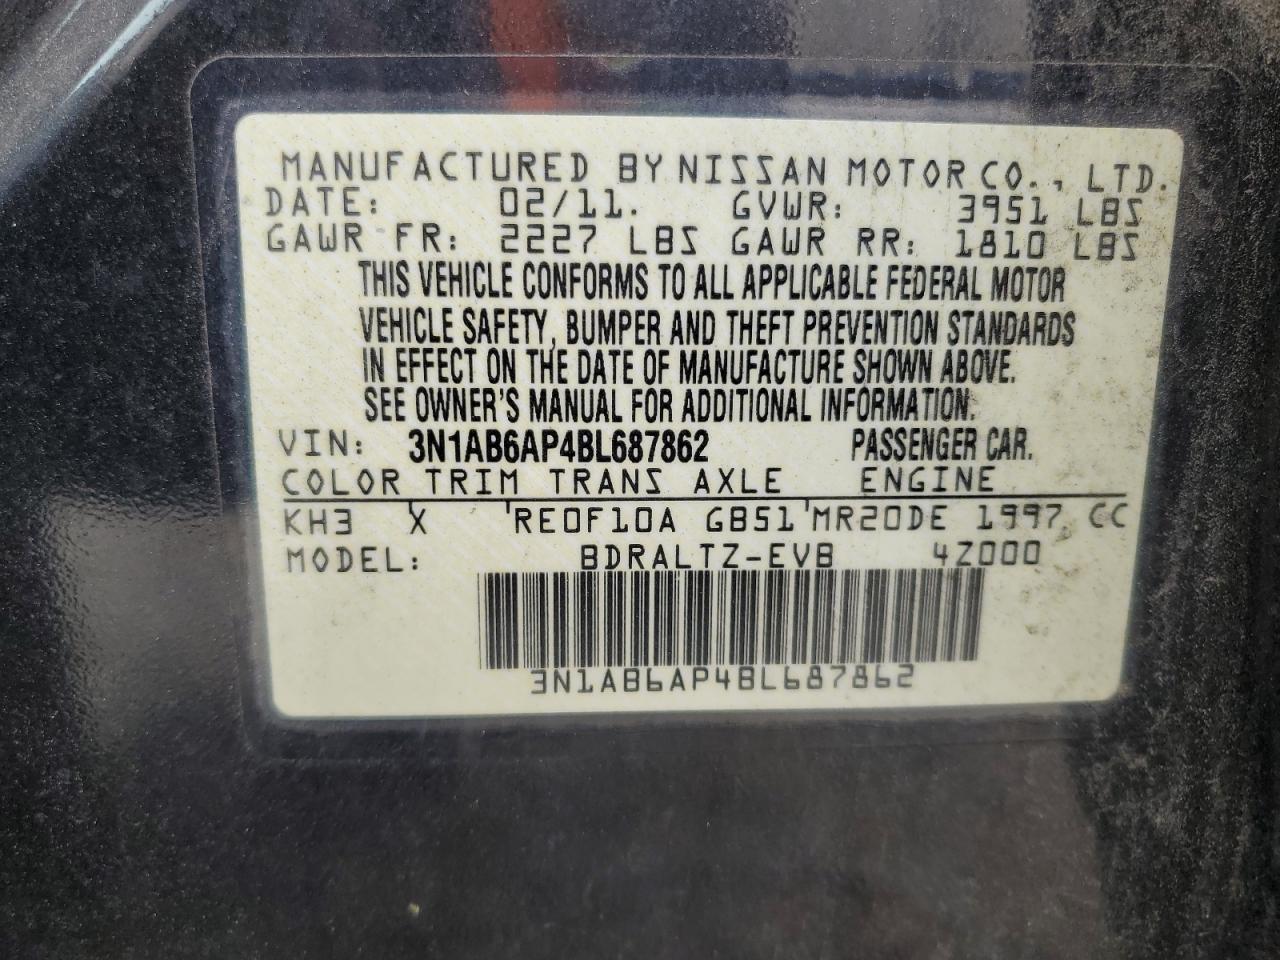 MANUFACTURED BY NISSAN MOTOR CO., LTD.
DATE: 02/11. GVWR: 3951 LBS
GAWR FR: 2227 LBS GAWR RR: 1810 LBS
THIS VEHICLE CONFORMS TO ALL APPLICABLE FEDERAL MOTOR
VEHICLE SAFETY, BUMPER AND THEFT PREVENTION STANDARDS
IN EFFECT ON THE DATE OF MANUFACTURE SHOWN ABOVE.
SEE OWNER'S MANUAL FOR ADDITIONAL INFORMATION.
VIN: 3N1AB6AP4BL687862 PASSENGER CAR.
COLOR TRIM TRANS AXLE ENGINE
KH3 X RE0F10A GB51 MR20DE 1997 CC
MODEL: BDRALTZ-EVB 4Z000
3N1AB6AP4BL687862